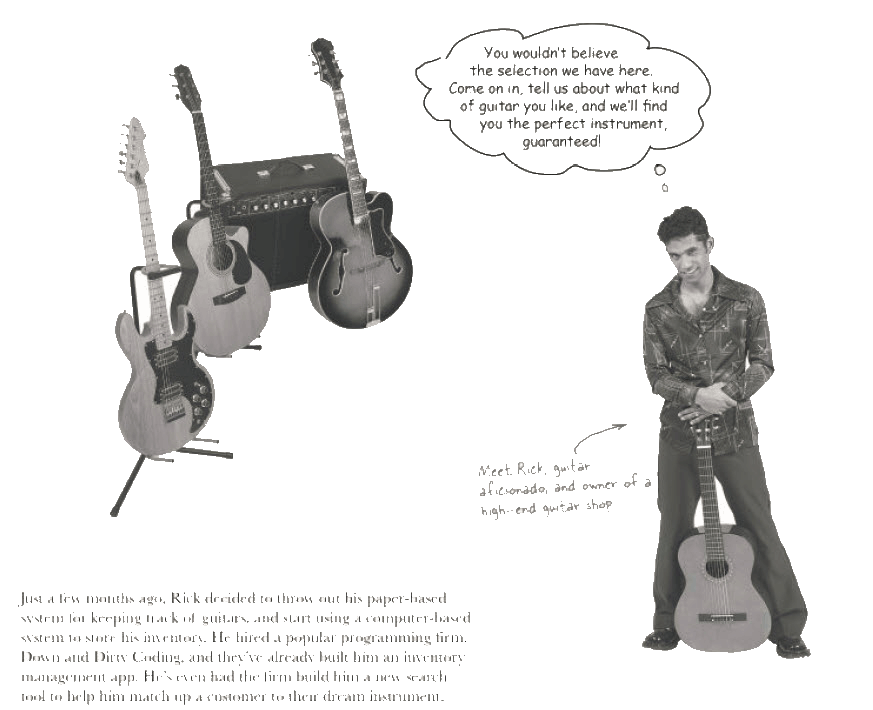 You wouldn't believe
the selection we have here.
Come on in, tell us about what kind
of guitar you like, and we'll find
you the perfect instrument,
guaranteed!
Meet Rick, guitar
aficionado, and owner of a
high-end guitar shop
Just a few months ago, Rick decided to throw out his paper-based
system for keeping track of guitars, and start using a computer-based
system to store his inventory. He hired a popular programming firm,
Down and Dirty Coding, and they've already built him an inventory
management app. He's even had the firm build him a new search
tool to help him match up a customer to their dream instrument.